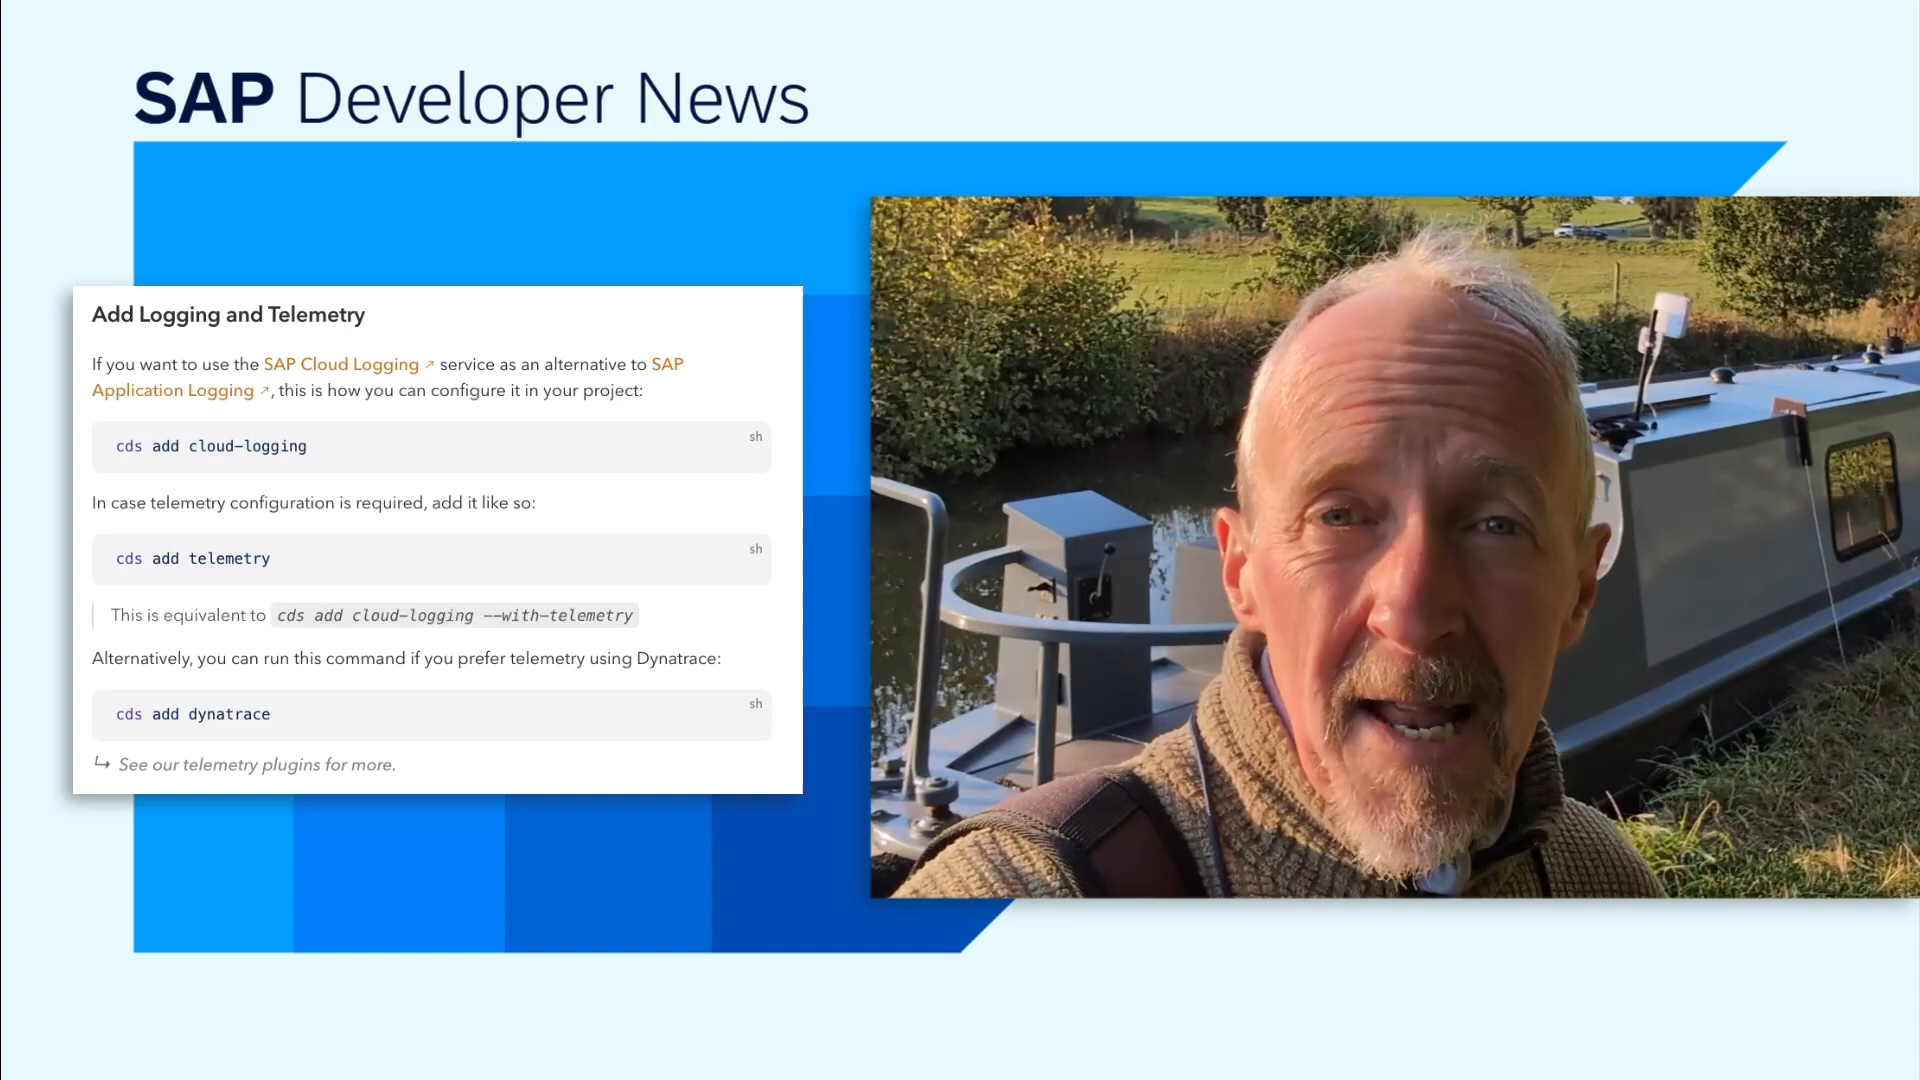 SAP Developer News
Add Logging and Telemetry
If you want to use the SAP Cloud Logging ↗ service as an alternative to SAP
Application Logging ↗, this is how you can configure it in your project:
sh
cds add cloud-logging
In case telemetry configuration is required, add it like so:
sh
cds add telemetry
This is equivalent to cds add cloud-logging --with-telemetry
Alternatively, you can run this command if you prefer telemetry using Dynatrace:
sh
cds add dynatrace
↳ See our telemetry plugins for more.